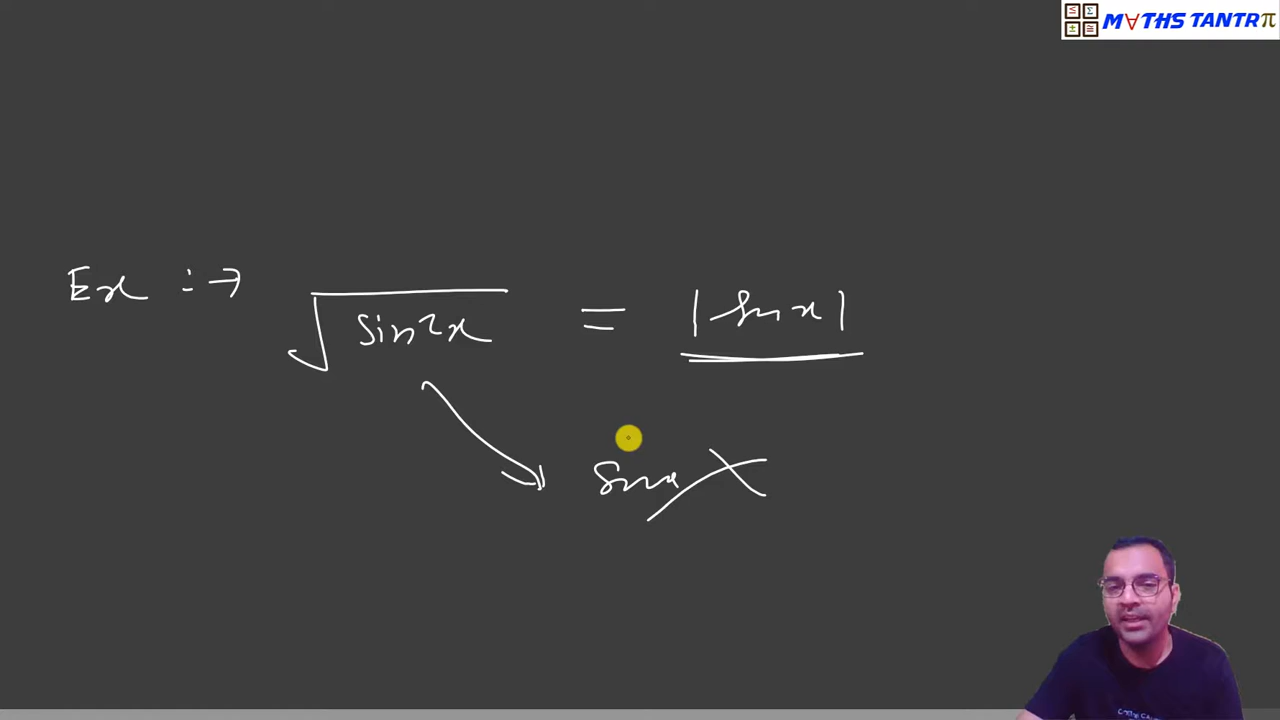 M∀THS TANTRπ
Ex :→ √sin²x = |sinx|
sinx ✗